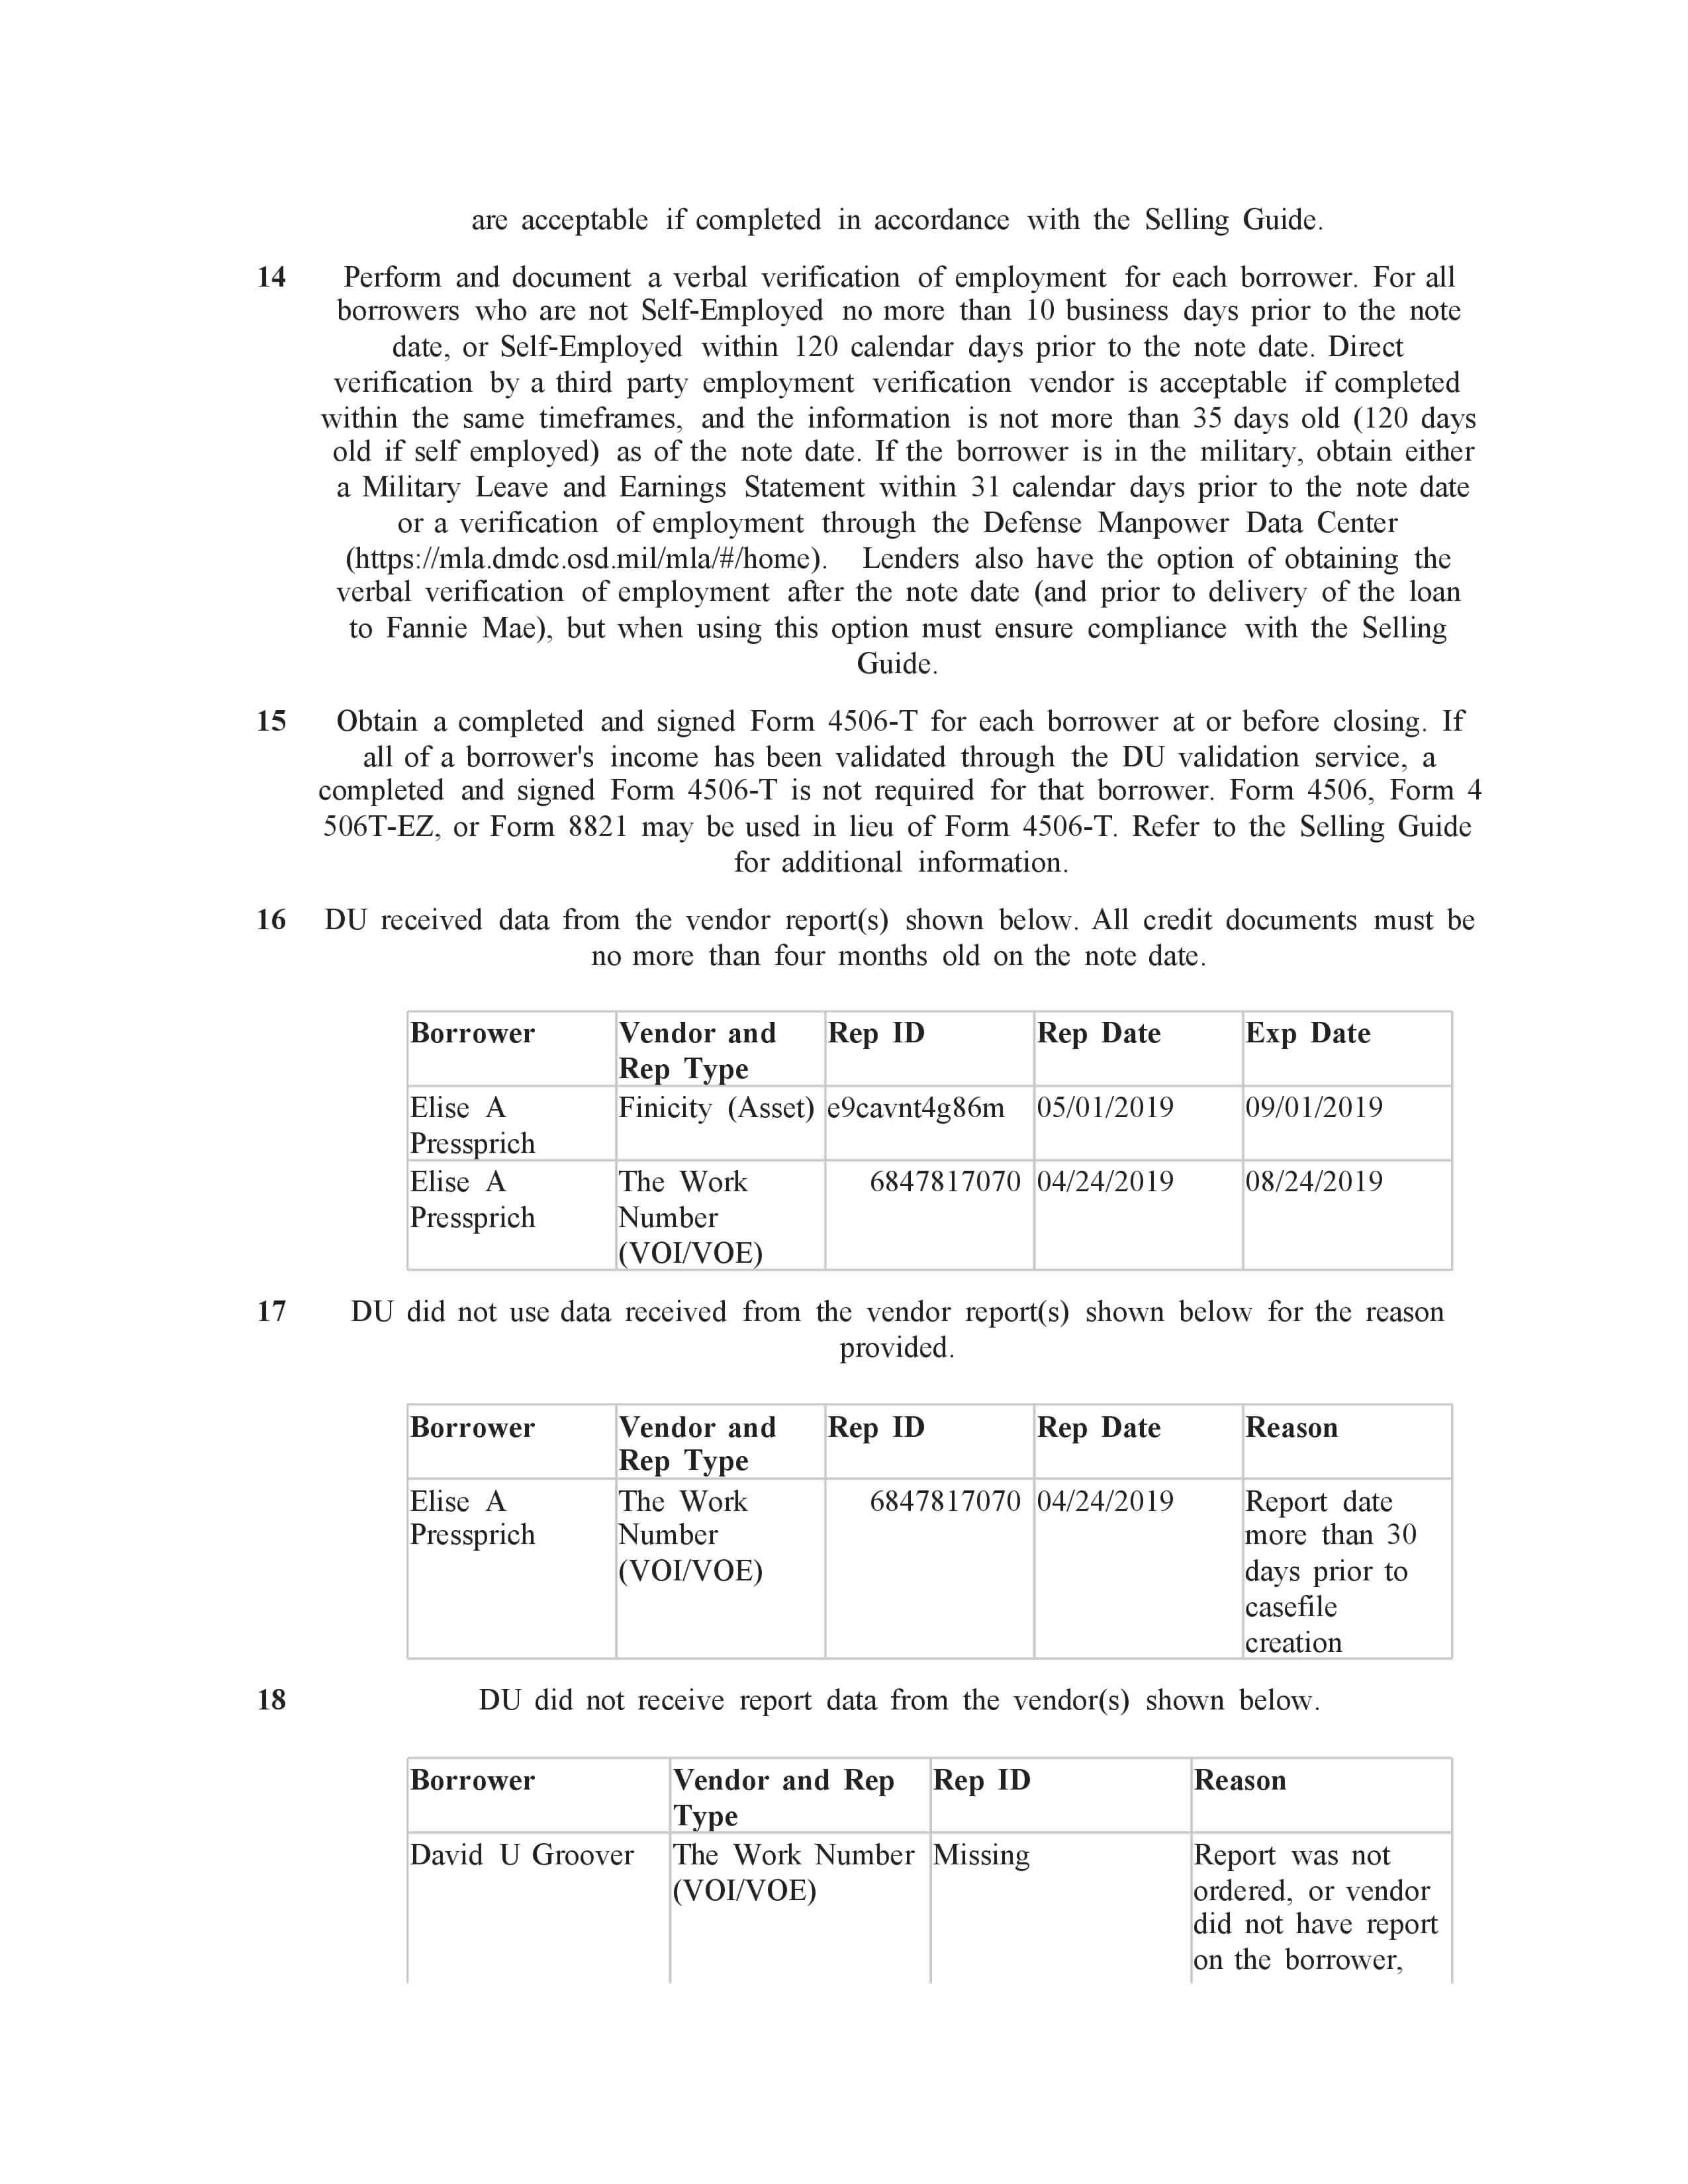 are acceptable if completed in accordance with the Selling Guide.
14 Perform and document a verbal verification of employment for each borrower. For all
borrowers who are not Self-Employed no more than 10 business days prior to the note
date, or Self-Employed within 120 calendar days prior to the note date. Direct
verification by a third party employment verification vendor is acceptable if completed
within the same timeframes, and the information is not more than 35 days old (120 days
old if self employed) as of the note date. If the borrower is in the military, obtain either
a Military Leave and Earnings Statement within 31 calendar days prior to the note date
or a verification of employment through the Defense Manpower Data Center
(https://mla.dmdc.osd.mil/mla/#/home). Lenders also have the option of obtaining the
verbal verification of employment after the note date (and prior to delivery of the loan
to Fannie Mae), but when using this option must ensure compliance with the Selling
Guide.
15 Obtain a completed and signed Form 4506-T for each borrower at or before closing. If
all of a borrower's income has been validated through the DU validation service, a
completed and signed Form 4506-T is not required for that borrower. Form 4506, Form 4
506T-EZ, or Form 8821 may be used in lieu of Form 4506-T. Refer to the Selling Guide
for additional information.
16 DU received data from the vendor report(s) shown below. All credit documents must be
no more than four months old on the note date.
Borrower Vendor and Rep ID Rep Date Exp Date
Rep Type
Elise A Finicity (Asset) e9cavnt4g86m 05/01/2019 09/01/2019
Pressprich
Elise A The Work 6847817070 04/24/2019 08/24/2019
Pressprich Number
(VOI/VOE)
17 DU did not use data received from the vendor report(s) shown below for the reason
provided.
Borrower Vendor and Rep ID Rep Date Reason
Rep Type
Elise A The Work 6847817070 04/24/2019 Report date
Pressprich Number more than 30
(VOI/VOE) days prior to
casefile
creation
18 DU did not receive report data from the vendor(s) shown below.
Borrower Vendor and Rep Rep ID Reason
Type
David U Groover The Work Number Missing Report was not
(VOI/VOE) ordered, or vendor
did not have report
on the borrower,